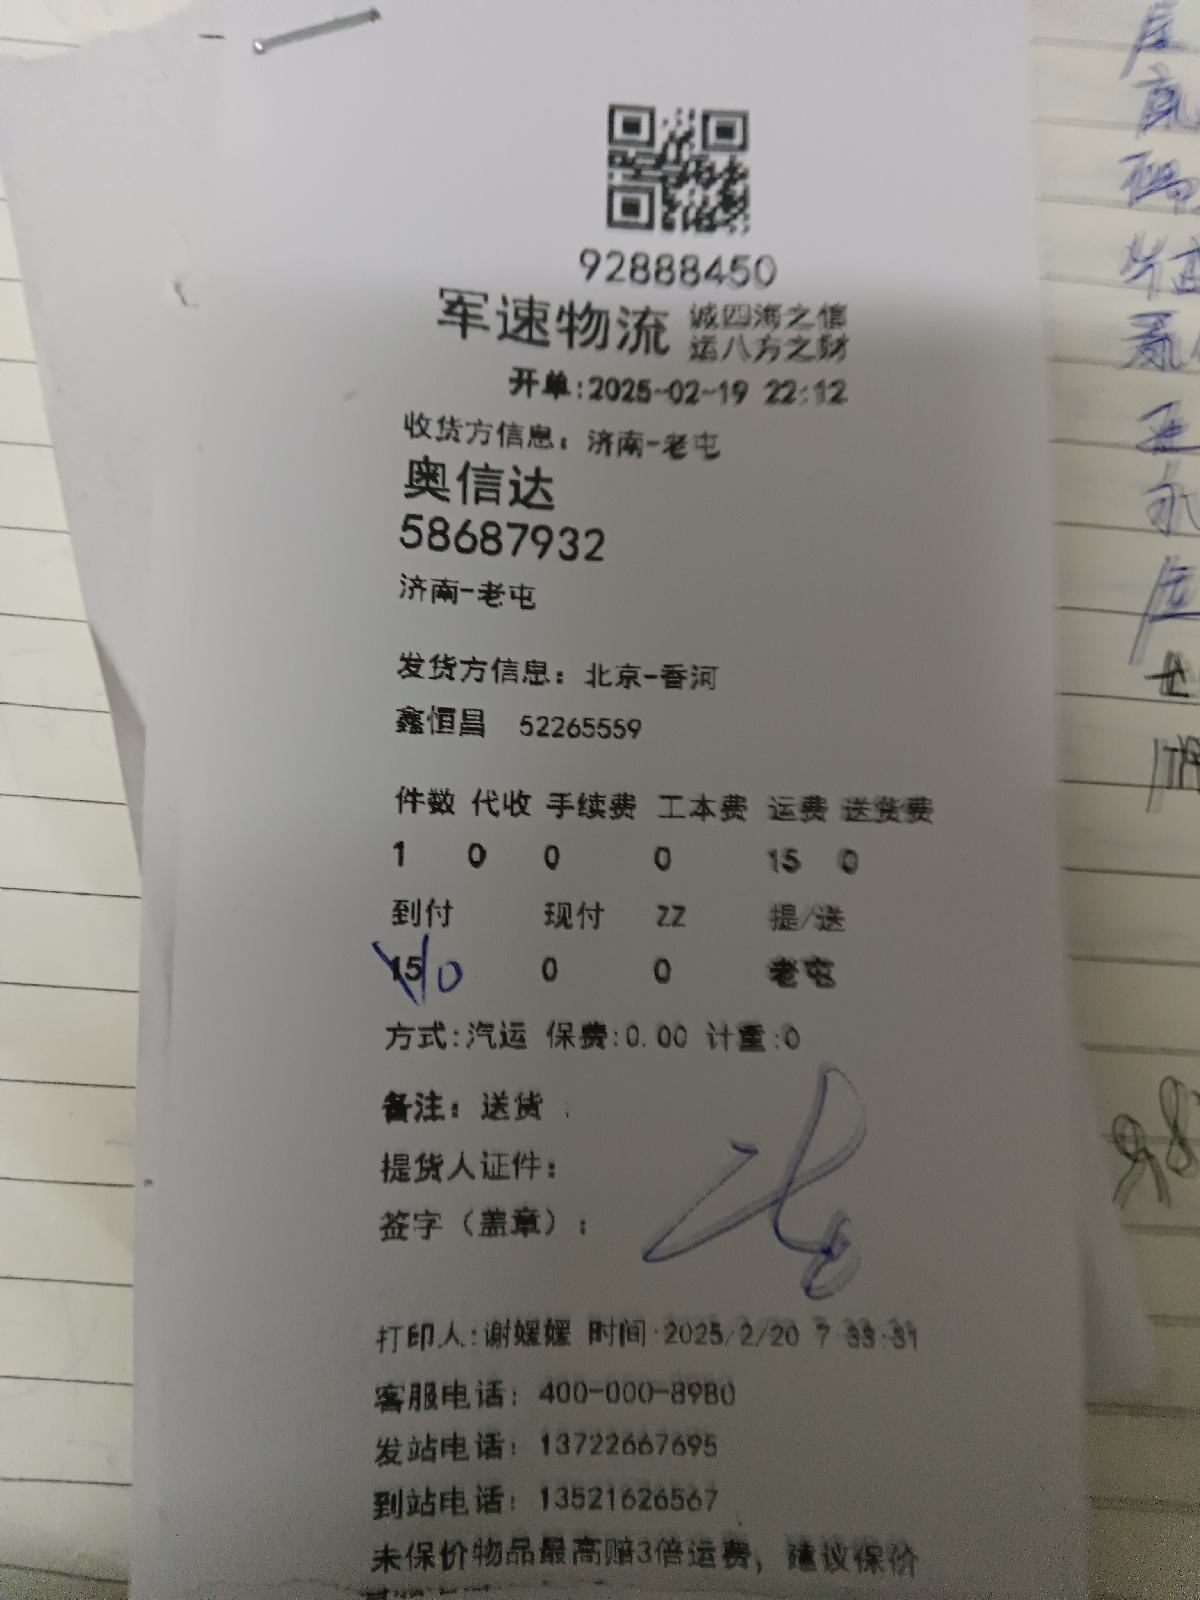 92888450
军速物流 诚四海之信
运八方之财
开单:2025-02-19 22:12
收货方信息: 济南-老屯
奥信达
58687932
济南-老屯
发货方信息: 北京-香河
鑫恒昌 52265559
件数 代收 手续费 工本费 运费 送货费
1 0 0 0 15 0
到付 现付 ZZ 提/送
15 10 0 0 老屯
方式:汽运 保费:0.00 计重:0
备注: 送货
提货人证件:
签字（盖章）:
打印人:谢媛媛 时间:2025/2/20 7:33:31
客服电话: 400-000-8980
发站电话: 13722667695
到站电话: 13521626567
未保价物品最高赔3倍运费，建议保价